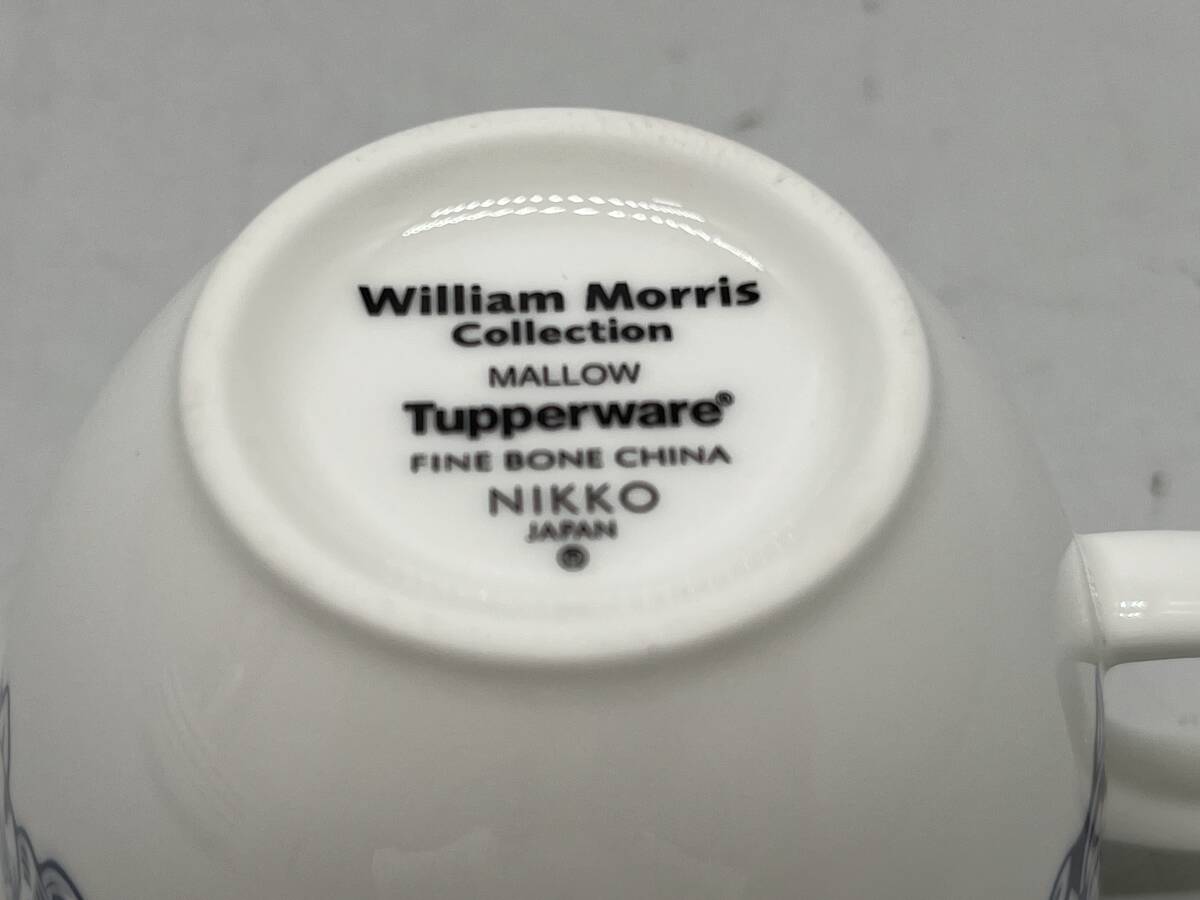 William Morris
Collection
MALLOW
Tupperware®
FINE BONE CHINA
NIKKO
JAPAN
®